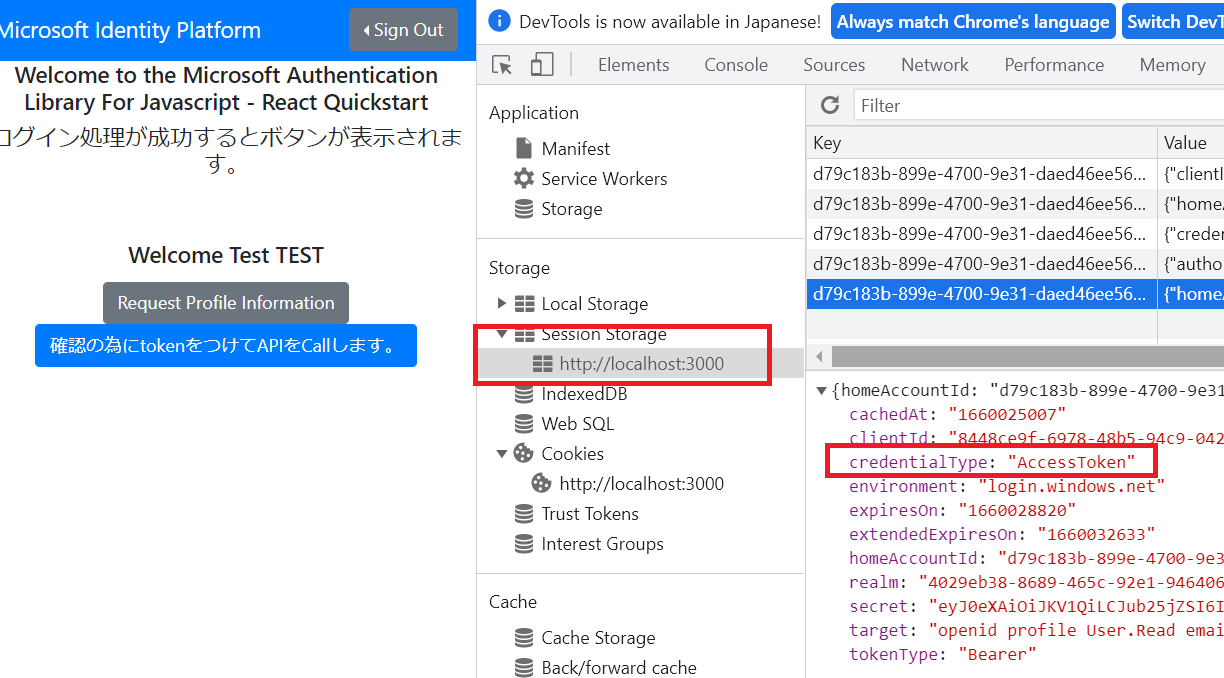 Microsoft Identity Platform
Sign Out
Welcome to the Microsoft Authentication
Library For Javascript - React Quickstart
ログイン処理が成功するとボタンが表示されま
す。
Welcome Test TEST
Request Profile Information
確認の為にtokenをつけてAPIをCallします。
DevTools is now available in Japanese!
Always match Chrome's language
Switch DevT
Elements
Console
Sources
Network
Performance
Memory
Application
Manifest
Service Workers
Storage
Storage
Local Storage
Session Storage
http://localhost:3000
IndexedDB
Web SQL
Cookies
http://localhost:3000
Trust Tokens
Interest Groups
Cache
Cache Storage
Back/forward cache
Filter
Key Value
d79c183b-899e-4700-9e31-daed46ee56... {"clientI
d79c183b-899e-4700-9e31-daed46ee56... {"homeA
d79c183b-899e-4700-9e31-daed46ee56... {"creder
d79c183b-899e-4700-9e31-daed46ee56... {"autho
d79c183b-899e-4700-9e31-daed46ee56... {"homeA
{homeAccountId: "d79c183b-899e-4700-9e31
cachedAt: "1660025007"
clientId: "8448ce9f-6978-48b5-94c9-042
credentialType: "AccessToken"
environment: "login.windows.net"
expiresOn: "1660028820"
extendedExpiresOn: "1660032633"
homeAccountId: "d79c183b-899e-4700-9e3
realm: "4029eb38-8689-465c-92e1-946406
secret: "eyJ0eXAiOiJKV1QiLCJub25jZSI6I
target: "openid profile User.Read emai
tokenType: "Bearer"